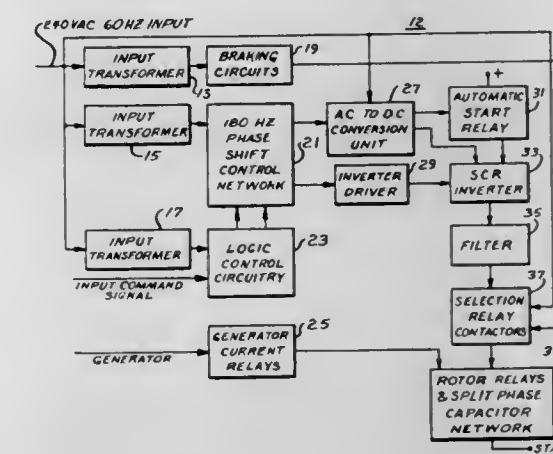 240VAC 60HZ INPUT
12
INPUT
TRANSFORMER
13
BRAKING
CIRCUITS
19
INPUT
TRANSFORMER
15
180 HZ
PHASE
SHIFT
CONTROL
NETWORK
21
AC TO DC
CONVERSION
UNIT
27
+
AUTOMATIC
START
RELAY
31
INVERTER
DRIVER
29
SCR
INVERTER
33
INPUT
TRANSFORMER
17
LOGIC
CONTROL
CIRCUITRY
23
INPUT COMMAND
SIGNAL
FILTER
35
SELECTION
RELAY
CONTACTORS
37
GENERATOR
GENERATOR
CURRENT
RELAYS
25
3
ROTOR RELAYS
& SPLIT PHASE
CAPACITOR
NETWORK